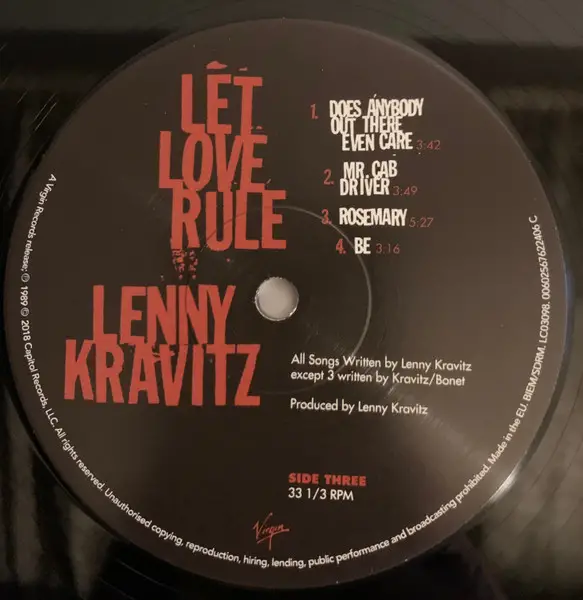 LET
LOVE
RULE
LENNY
KRAVITZ
1. DOES ANYBODY
OUT THERE
EVEN CARE 3:42
2. MR. CAB
DRIVER 3:49
3. ROSEMARY 5:27
4. BE 3:16
All Songs Written by Lenny Kravitz
except 3 written by Kravitz/Bonet
Produced by Lenny Kravitz
SIDE THREE
33 1/3 RPM
Virgin
A Virgin Records release; ℗ 1989 © 2018 Capitol Records, LLC. All rights reserved. Unauthorised copying, reproduction, hiring, lending, public performance and broadcasting prohibited. Made in the EU. BIEM/SDRM. LC03098. 00602567622406 C